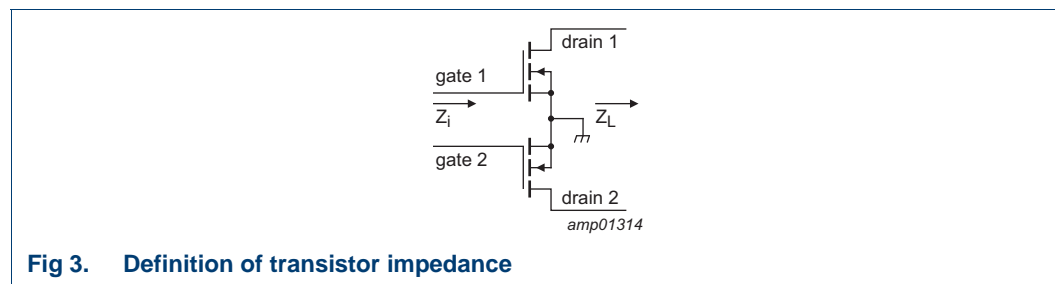 drain 1
gate 1
Zi
ZL
gate 2
drain 2
amp01314
Fig 3. Definition of transistor impedance